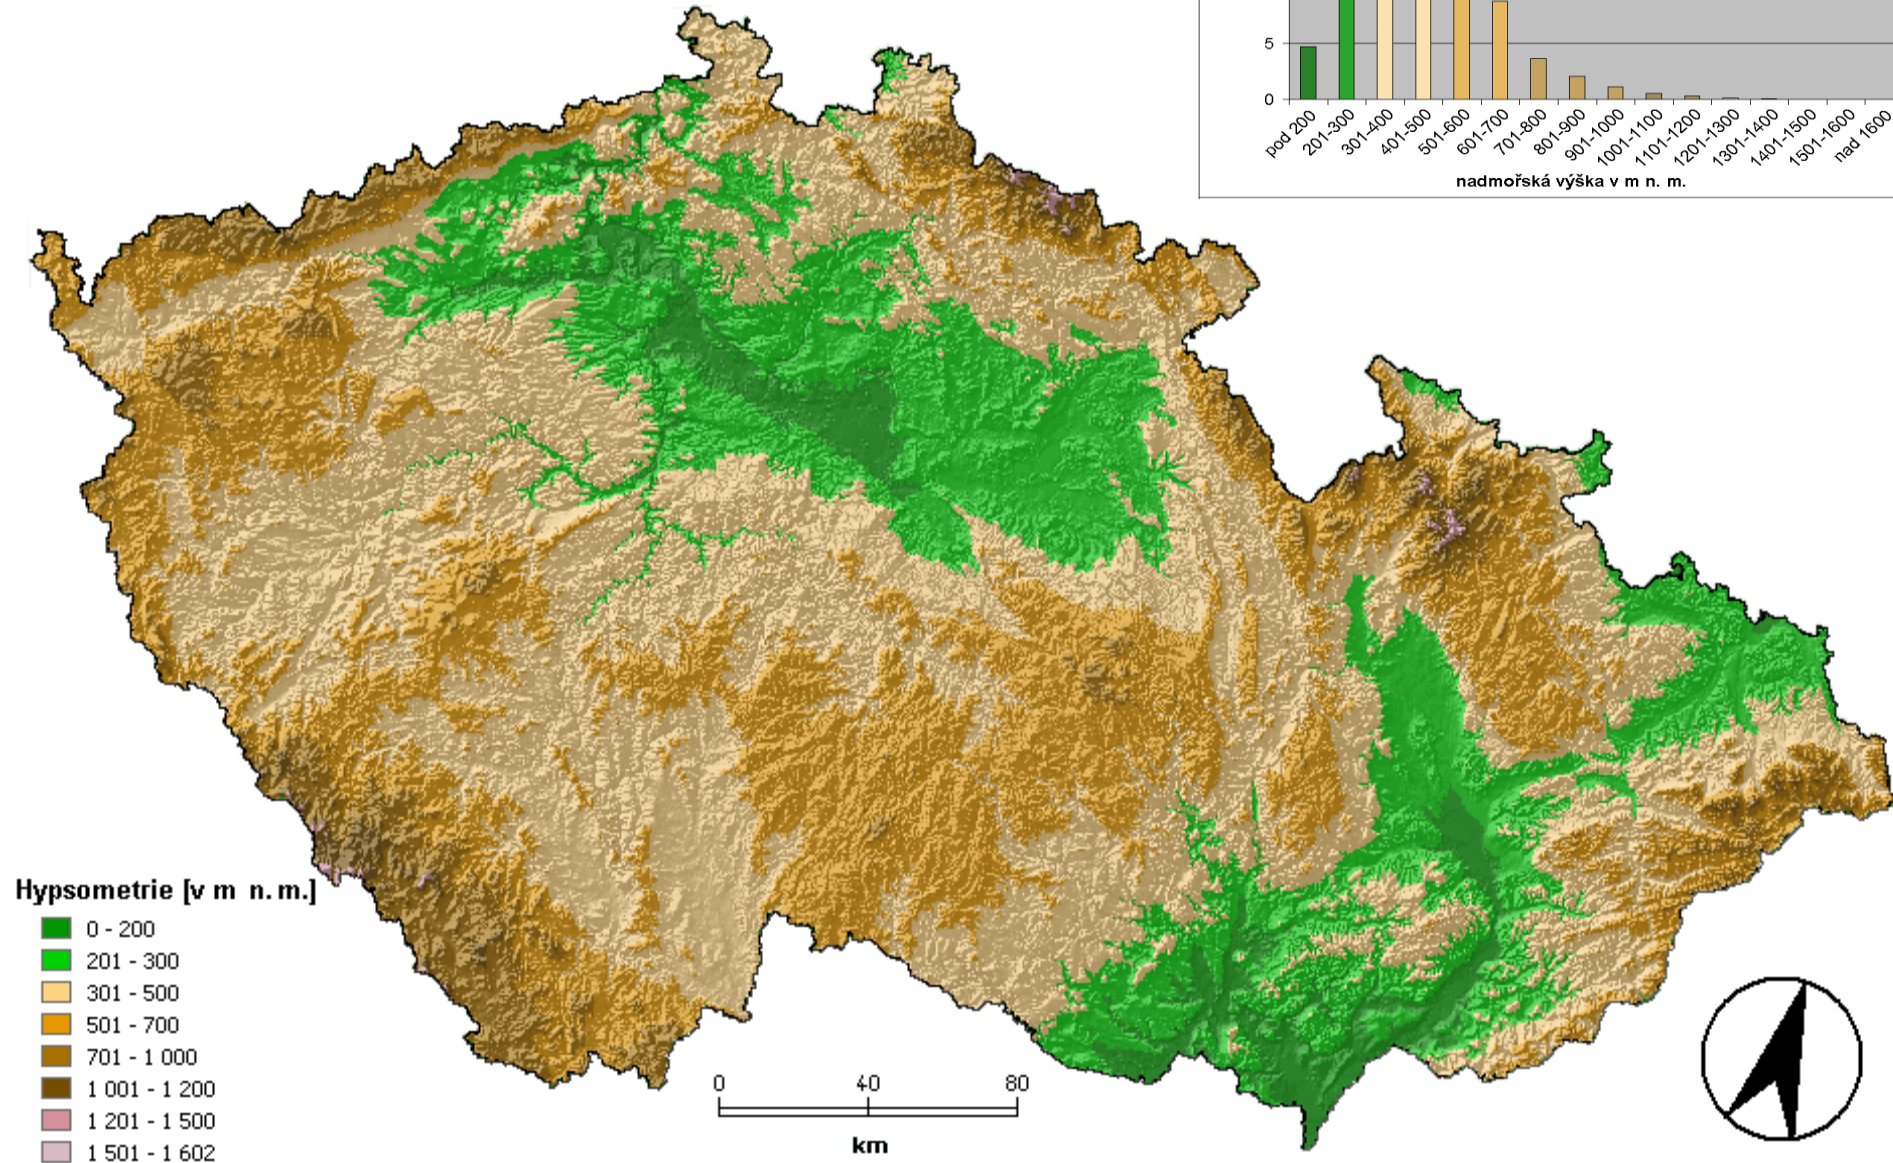 5
0
pod 200
201-300
301-400
401-500
501-600
601-700
701-800
801-900
901-1000
1001-1100
1101-1200
1201-1300
1301-1400
1401-1500
1501-1600
nad 1600
nadmořská výška v m n. m.
Hypsometrie [v m n. m.]
0 - 200
201 - 300
301 - 500
501 - 700
701 - 1 000
1 001 - 1 200
1 201 - 1 500
1 501 - 1 602
0 40 80
km